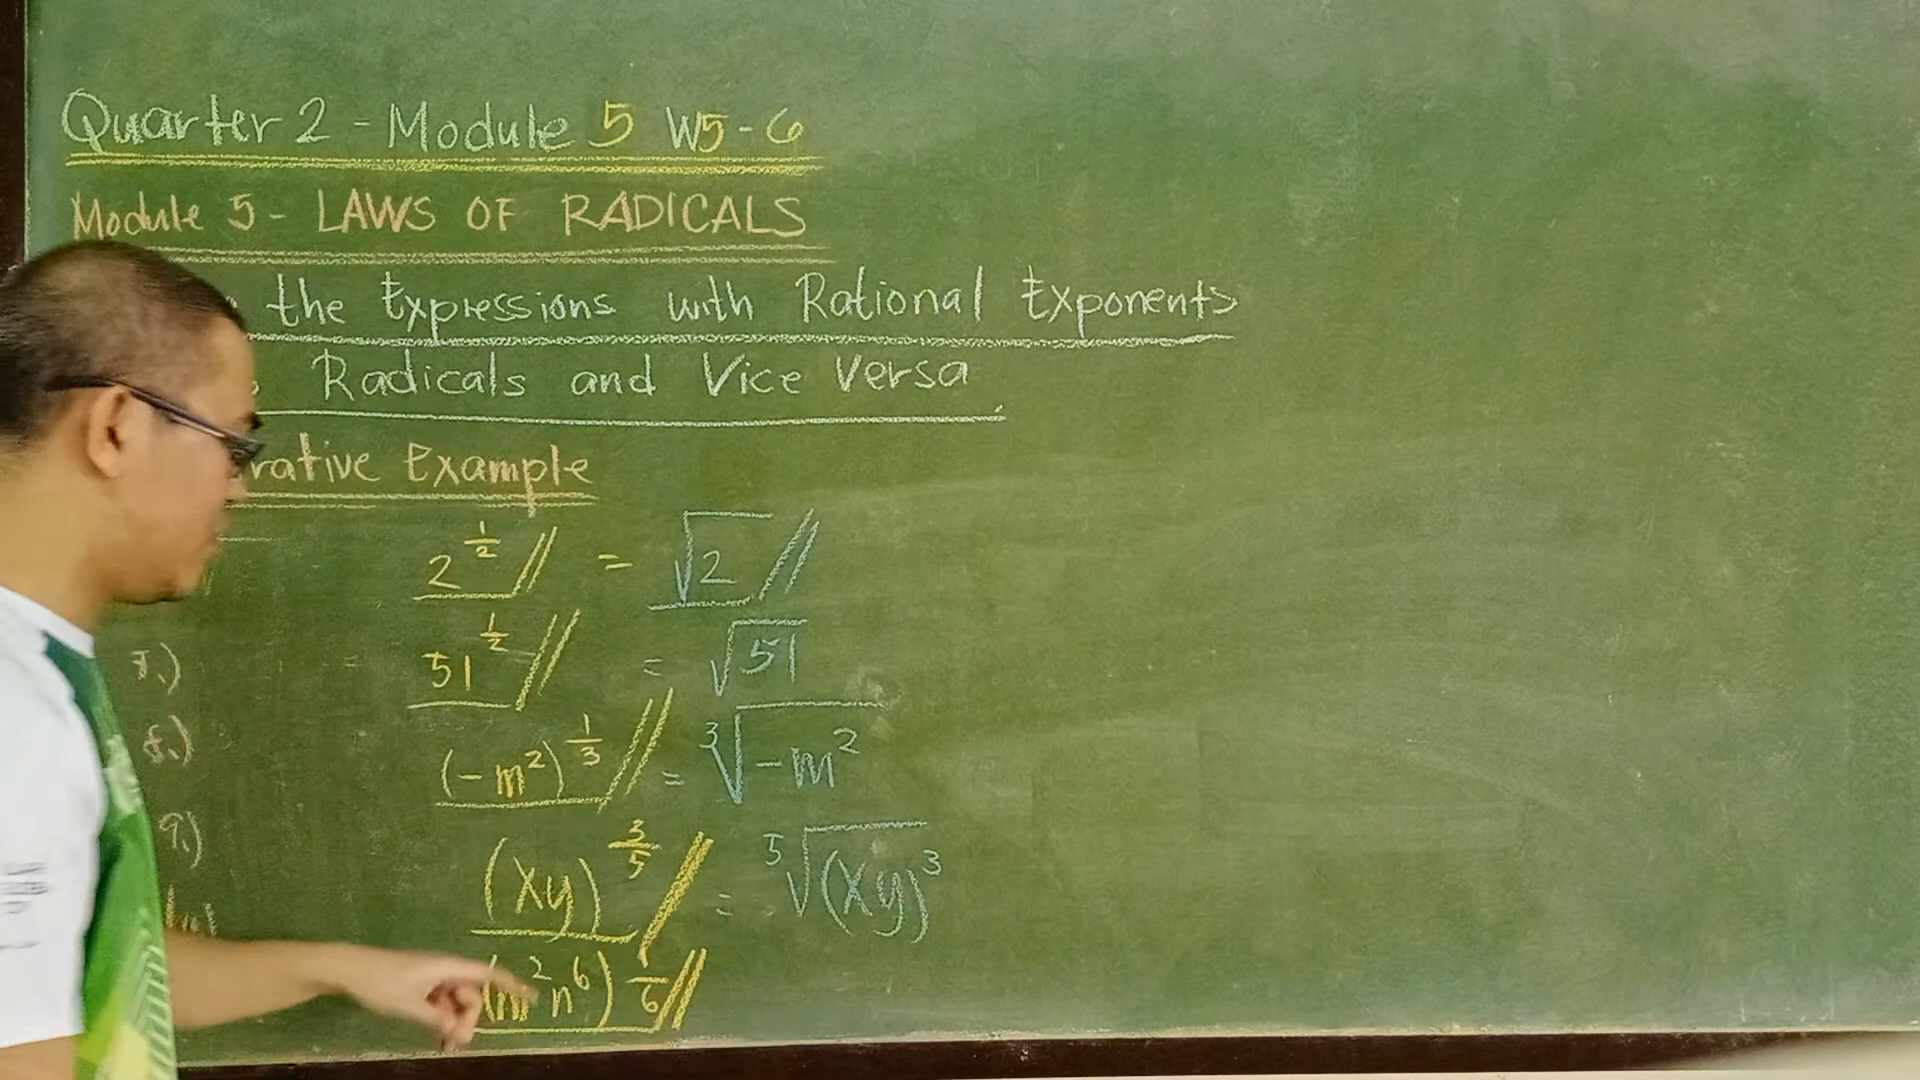 Quarter 2 - Module 5 W5-6
Module 5 - LAWS OF RADICALS
the Expressions with Rational Exponents
Radicals and Vice Versa
rative Example
2^(1/2) // = √2 //
7.) 51^(1/2) // = √51
8.) (-m²)^(1/3) // = ³√-m²
9.) (xy)^(3/5) // = ⁵√(xy)³
(m²n⁶)^(1/6) //